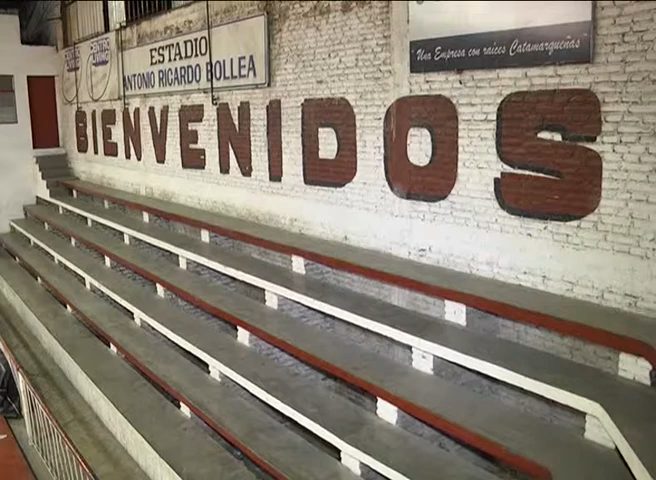 ESTADIO
ANTONIO RICARDO BOLLEA
Una Empresa con raíces Catamarqueñas"
BIENVENIDOS